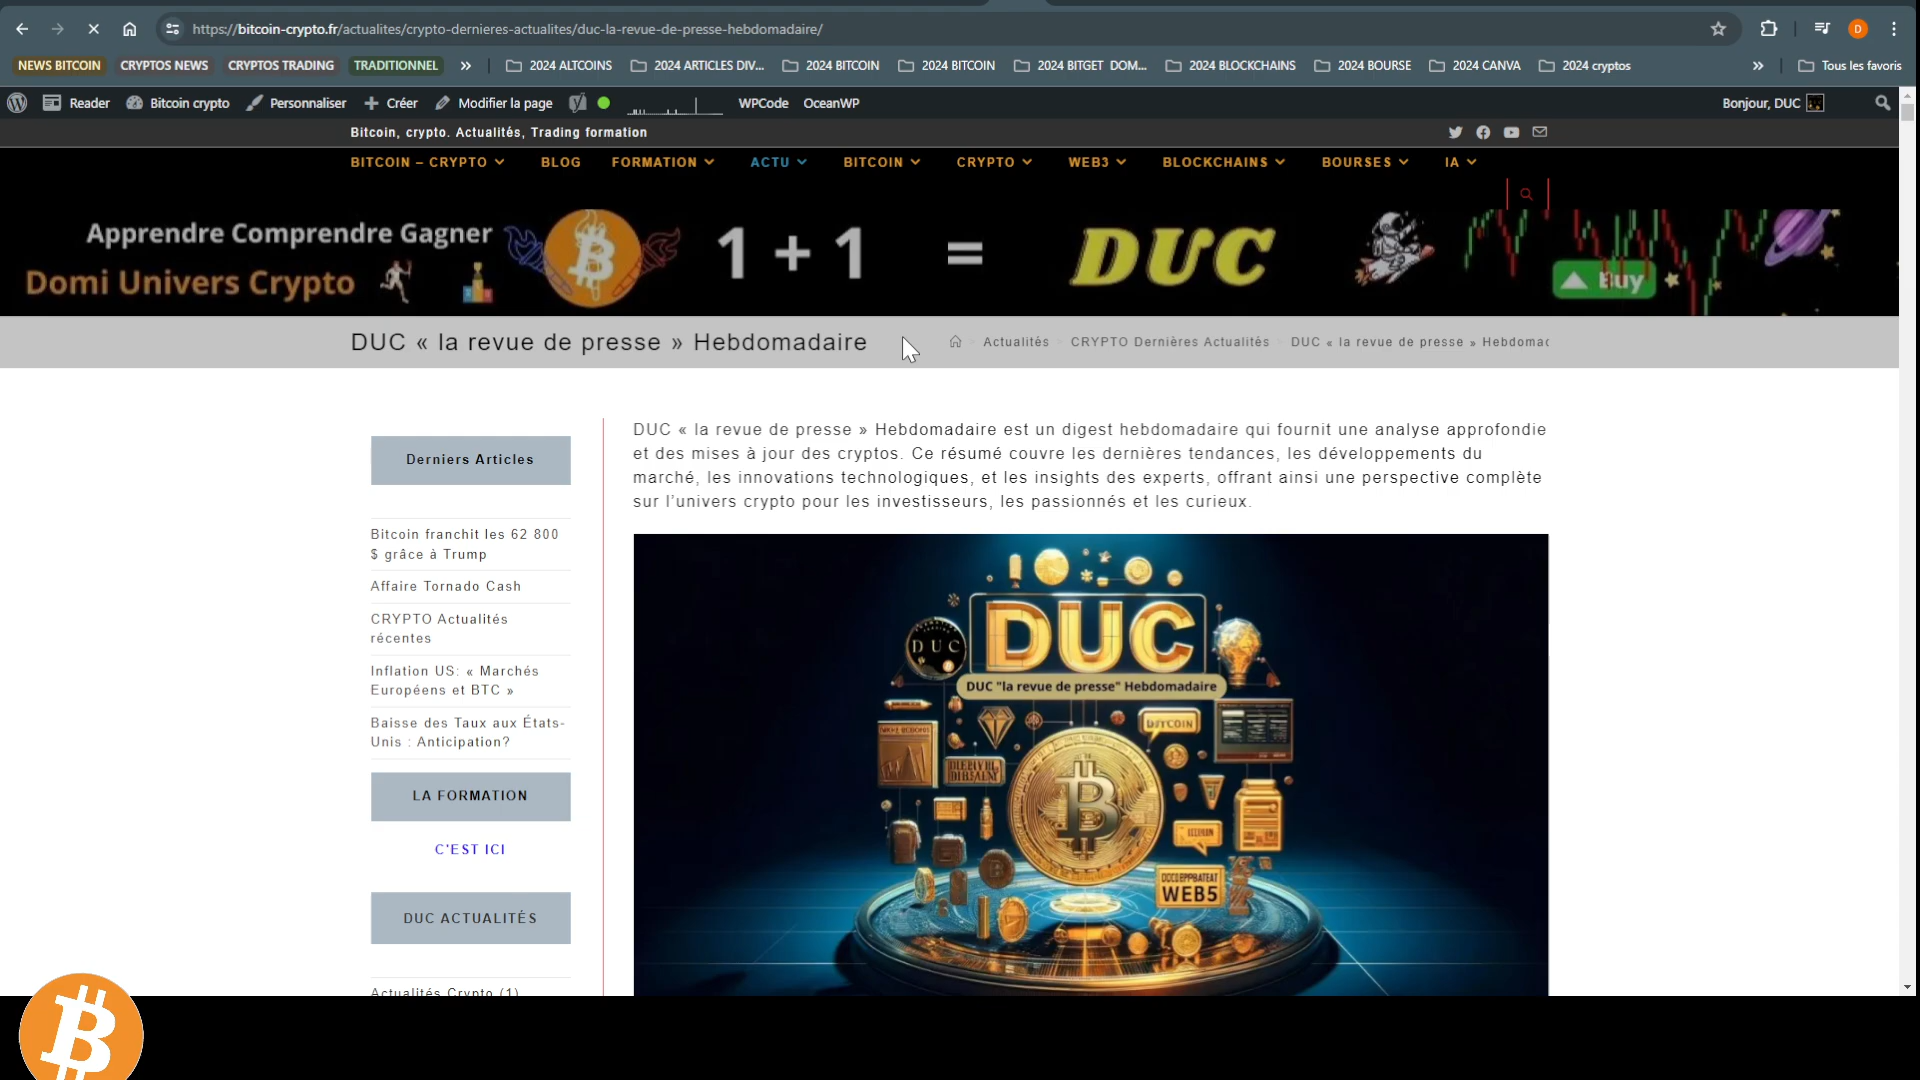 https://bitcoin-crypto.fr/actualites/crypto-dernieres-actualites/duc-la-revue-de-presse-hebdomadaire/
D
NEWS BITCOIN CRYPTOS NEWS CRYPTOS TRADING TRADITIONNEL » 2024 ALTCOINS 2024 ARTICLES DIV... 2024 BITCOIN 2024 BITCOIN 2024 BITGET DOM... 2024 BLOCKCHAINS 2024 BOURSE 2024 CANVA 2024 cryptos » Tous les favoris
Reader Bitcoin crypto Personnaliser Créer Modifier la page WPCode OceanWP Bonjour, DUC
Bitcoin, crypto. Actualités, Trading formation
BITCOIN – CRYPTO BLOG FORMATION ACTU BITCOIN CRYPTO WEB3 BLOCKCHAINS BOURSES IA
Apprendre Comprendre Gagner
Domi Univers Crypto
1 + 1 = DUC
Buy
DUC « la revue de presse » Hebdomadaire
Actualités CRYPTO Dernières Actualités DUC « la revue de presse » Hebdomad
DUC « la revue de presse » Hebdomadaire est un digest hebdomadaire qui fournit une analyse approfondie
et des mises à jour des cryptos. Ce résumé couvre les dernières tendances, les développements du
marché, les innovations technologiques, et les insights des experts, offrant ainsi une perspective complète
sur l'univers crypto pour les investisseurs, les passionnés et les curieux.
Derniers Articles
Bitcoin franchit les 62 800
$ grâce à Trump
Affaire Tornado Cash
CRYPTO Actualités
récentes
Inflation US: « Marchés
Européens et BTC »
Baisse des Taux aux États-
Unis : Anticipation?
LA FORMATION
C'EST ICI
DUC ACTUALITÉS
Actualités Crypto (1)
DUC
DUC
DUC "la revue de presse" Hebdomadaire
WEB5